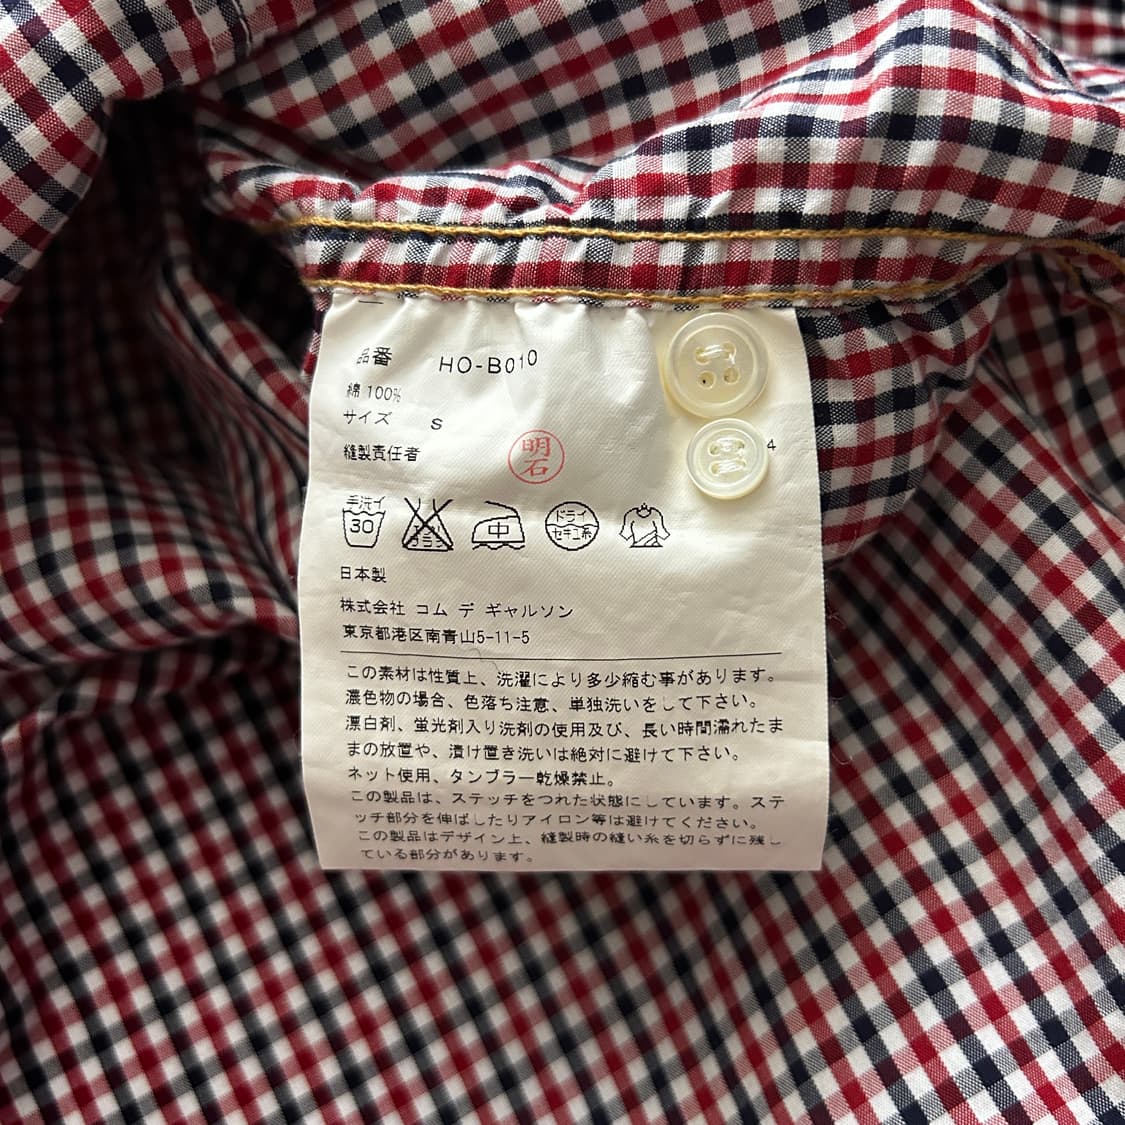 品番 HO-B010
綿 100%
サイズ S
縫製責任者 明石 4
手洗イ 30 中 ドライ セキユ系
日本製
株式会社 コム デ ギャルソン
東京都港区南青山5-11-5
この素材は性質上、洗濯により多少縮む事があります。
濃色物の場合、色落ち注意、単独洗いをして下さい。
漂白剤、蛍光剤入り洗剤の使用及び、長い時間濡れたま
まの放置や、漬け置き洗いは絶対に避けて下さい。
ネット使用、タンブラー乾燥禁止。
この製品は、ステッチをつれた状態にしています。ステ
ッチ部分を伸ばしたりアイロン等は避けてください。
この製品はデザイン上、縫製時の縫い糸を切らずに残し
ている部分があります。